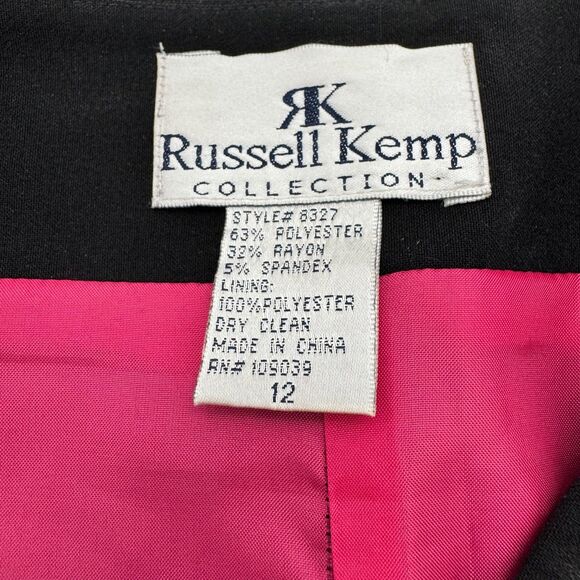 RK
Russell Kemp
COLLECTION
STYLE# 8327
63% POLYESTER
32% RAYON
5% SPANDEX
LINING:
100%POLYESTER
DRY CLEAN
MADE IN CHINA
RN# 109039
12